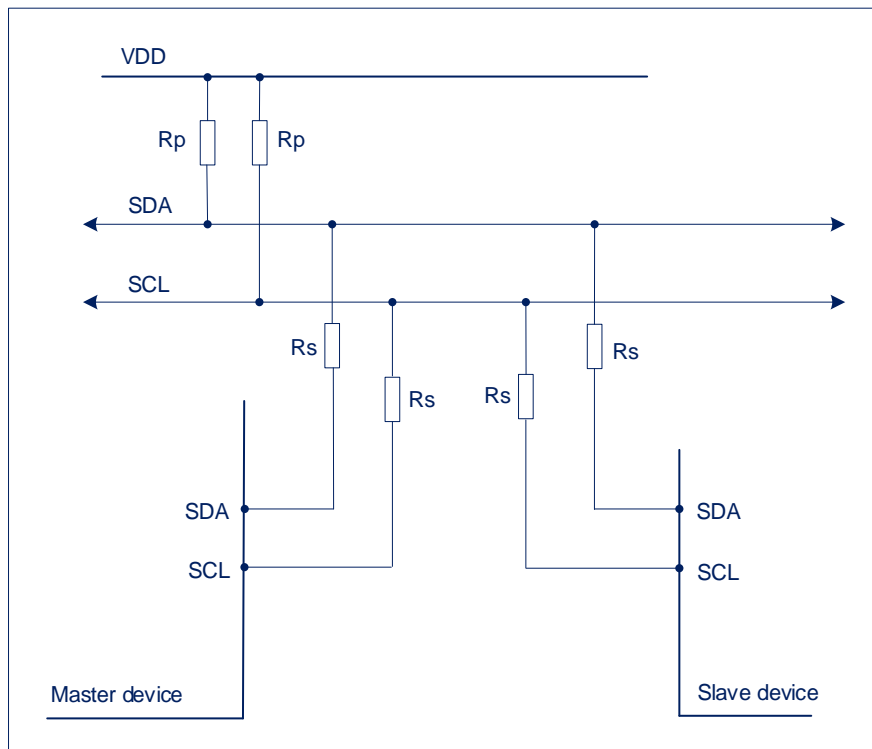 VDD
Rp
Rp
SDA
SCL
Rs
Rs
Rs
Rs
SDA
SDA
SCL
SCL
Master device
Slave device